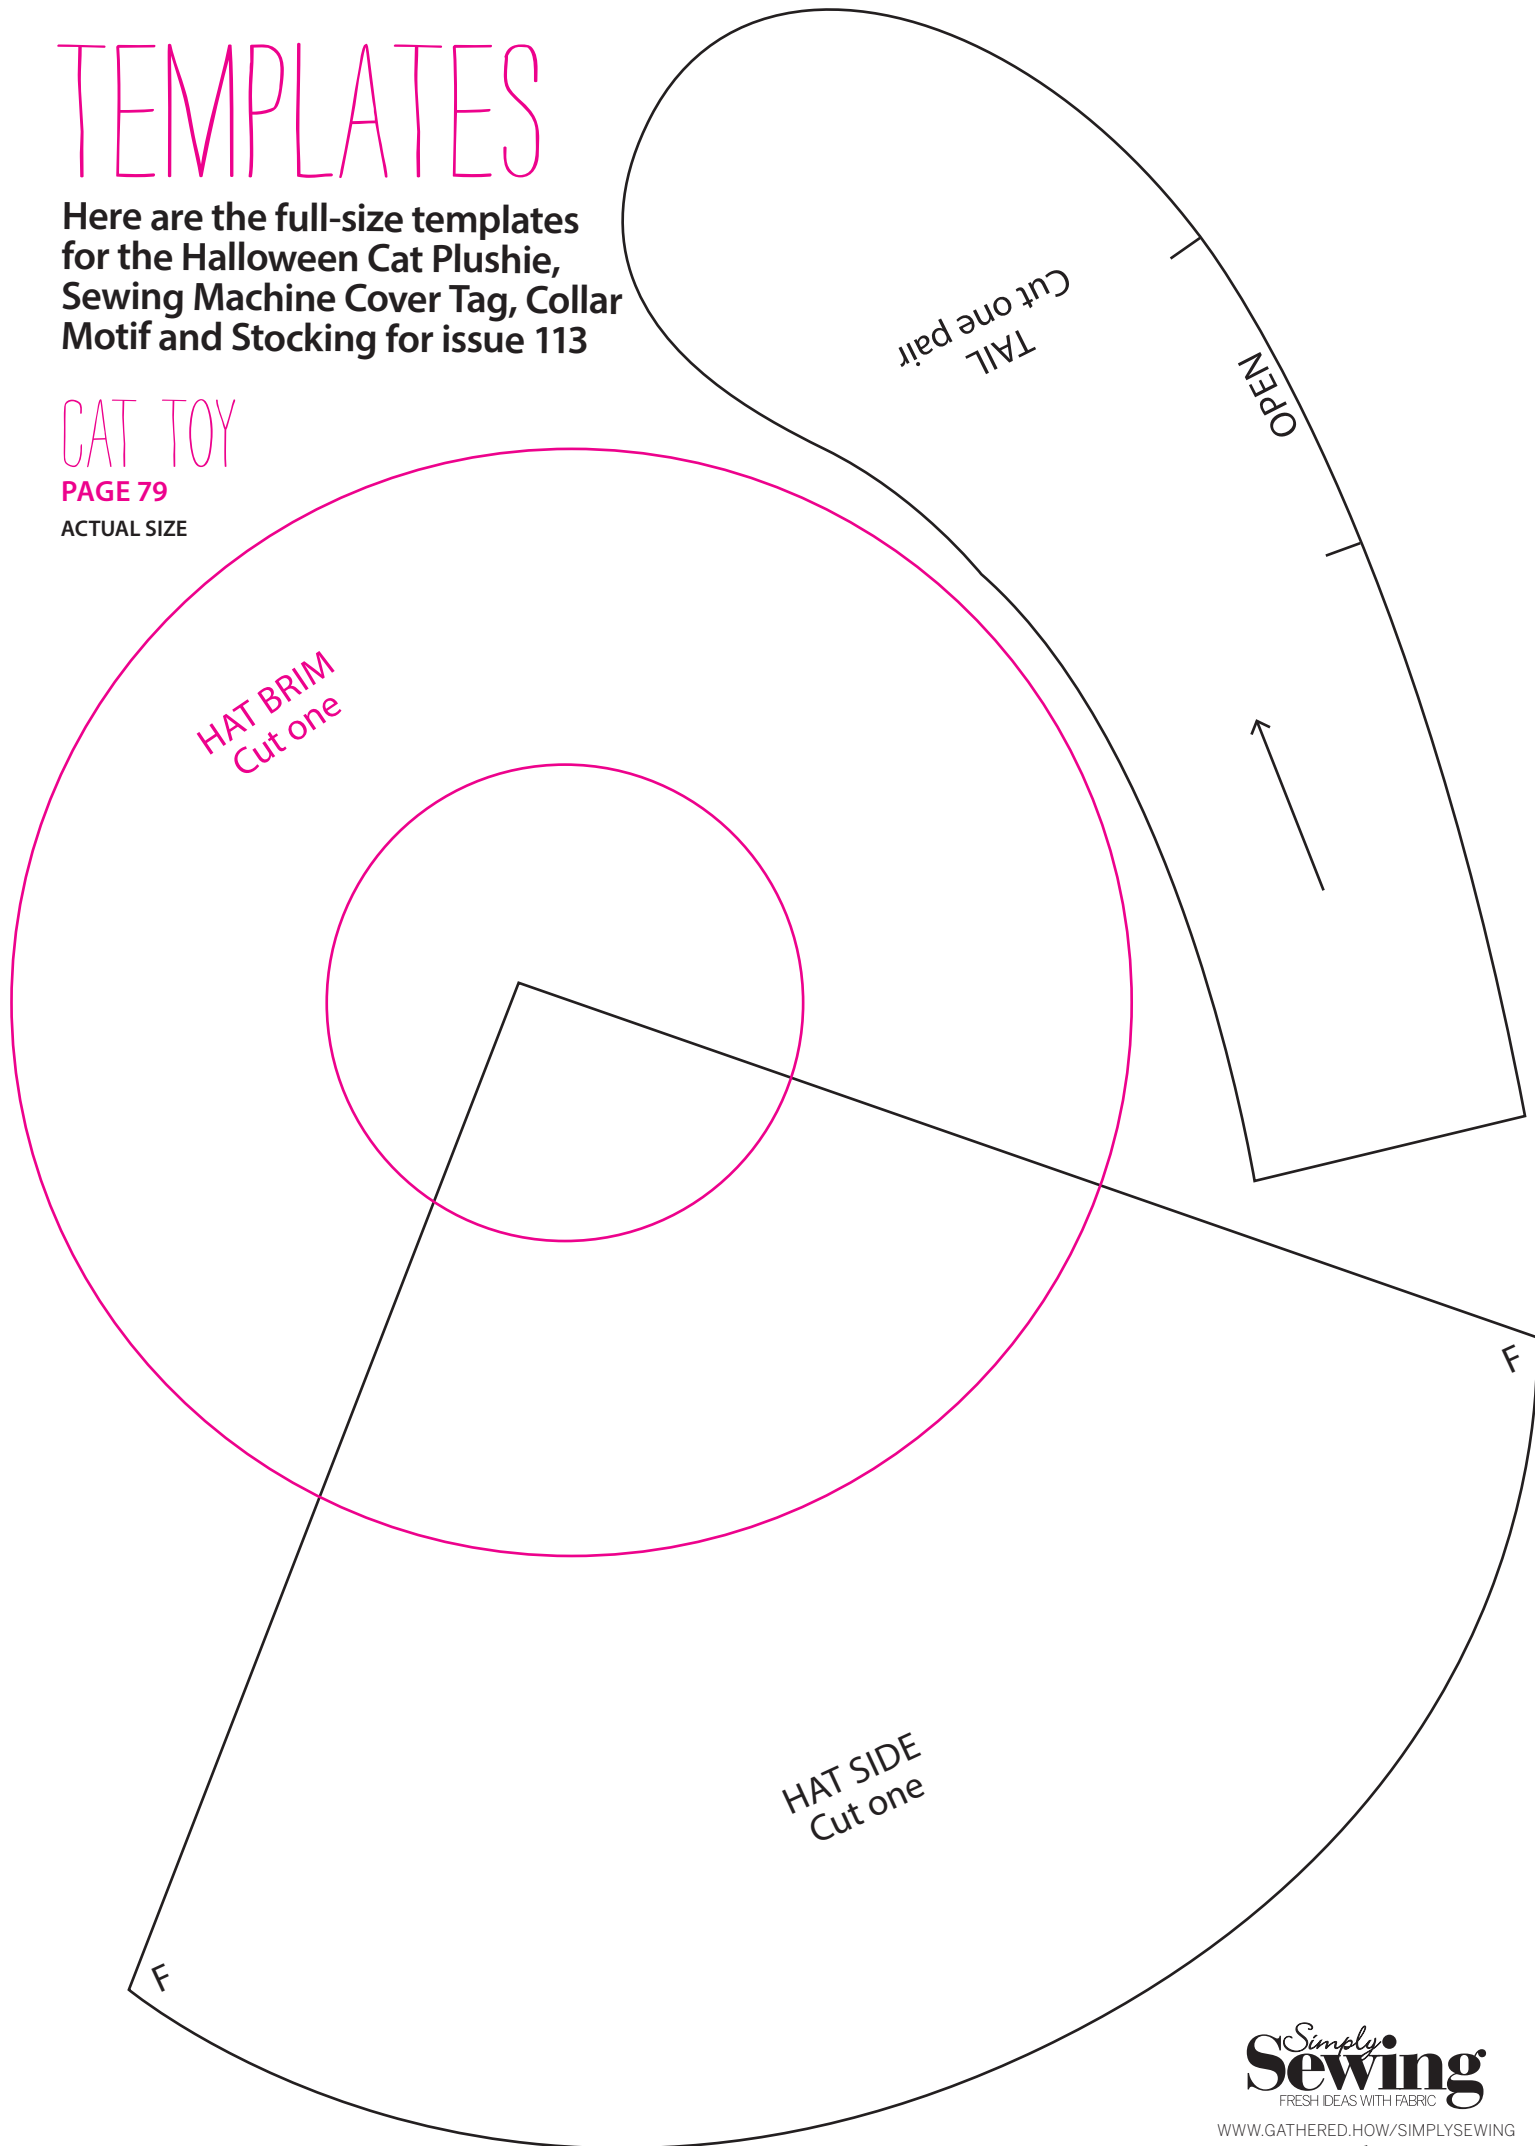 TEMPLATES
Here are the full-size templates
for the Halloween Cat Plushie,
Sewing Machine Cover Tag, Collar
Motif and Stocking for issue 113
CAT TOY
PAGE 79
ACTUAL SIZE
TAIL
Cut one pair
OPEN
HAT BRIM
Cut one
F
HAT SIDE
Cut one
F
Simply
Sewing
FRESH IDEAS WITH FABRIC
WWW.GATHERED.HOW/SIMPLYSEWING